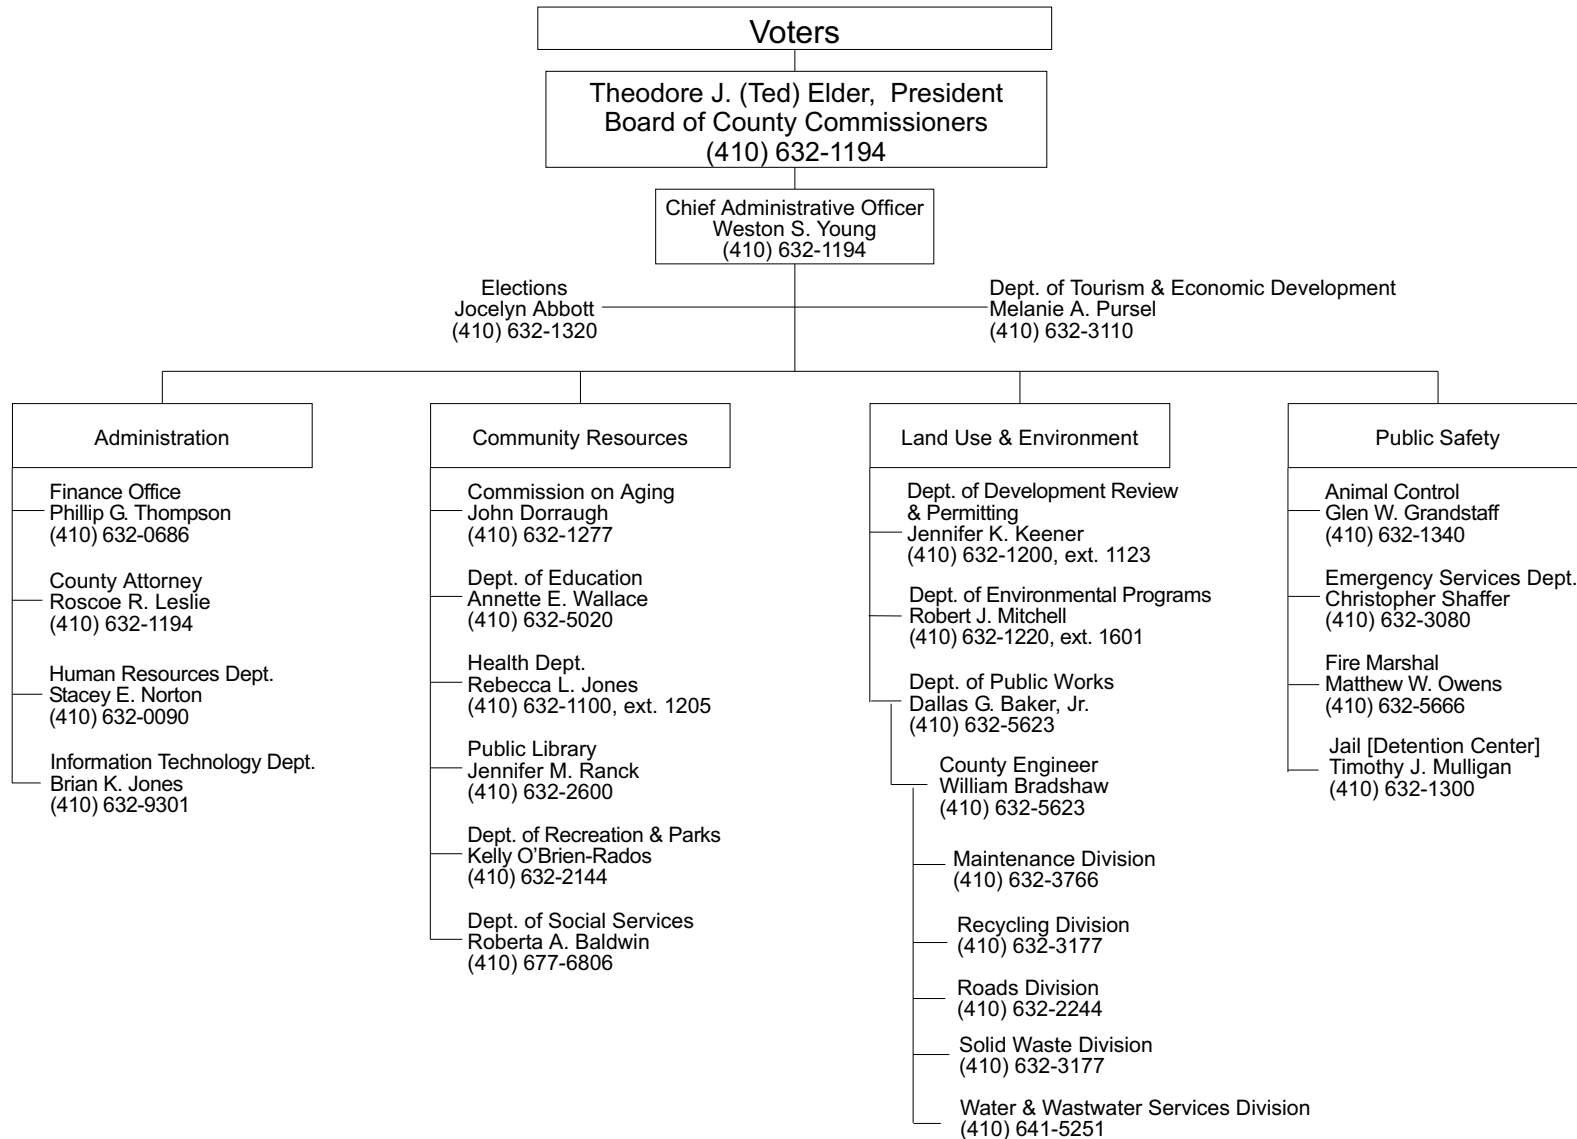 Voters
Theodore J. (Ted) Elder, President
Board of County Commissioners
(410) 632-1194
Chief Administrative Officer
Weston S. Young
(410) 632-1194
Elections
Jocelyn Abbott
(410) 632-1320
Dept. of Tourism & Economic Development
Melanie A. Pursel
(410) 632-3110
Administration
Finance Office
Phillip G. Thompson
(410) 632-0686
County Attorney
Roscoe R. Leslie
(410) 632-1194
Human Resources Dept.
Stacey E. Norton
(410) 632-0090
Information Technology Dept.
Brian K. Jones
(410) 632-9301
Community Resources
Commission on Aging
John Dorraugh
(410) 632-1277
Dept. of Education
Annette E. Wallace
(410) 632-5020
Health Dept.
Rebecca L. Jones
(410) 632-1100, ext. 1205
Public Library
Jennifer M. Ranck
(410) 632-2600
Dept. of Recreation & Parks
Kelly O’Brien-Rados
(410) 632-2144
Dept. of Social Services
Roberta A. Baldwin
(410) 677-6806
Land Use & Environment
Dept. of Development Review
& Permitting
Jennifer K. Keener
(410) 632-1200, ext. 1123
Dept. of Environmental Programs
Robert J. Mitchell
(410) 632-1220, ext. 1601
Dept. of Public Works
Dallas G. Baker, Jr.
(410) 632-5623
County Engineer
William Bradshaw
(410) 632-5623
Maintenance Division
(410) 632-3766
Recycling Division
(410) 632-3177
Roads Division
(410) 632-2244
Solid Waste Division
(410) 632-3177
Water & Wastwater Services Division
(410) 641-5251
Public Safety
Animal Control
Glen W. Grandstaff
(410) 632-1340
Emergency Services Dept.
Christopher Shaffer
(410) 632-3080
Fire Marshal
Matthew W. Owens
(410) 632-5666
Jail [Detention Center]
Timothy J. Mulligan
(410) 632-1300